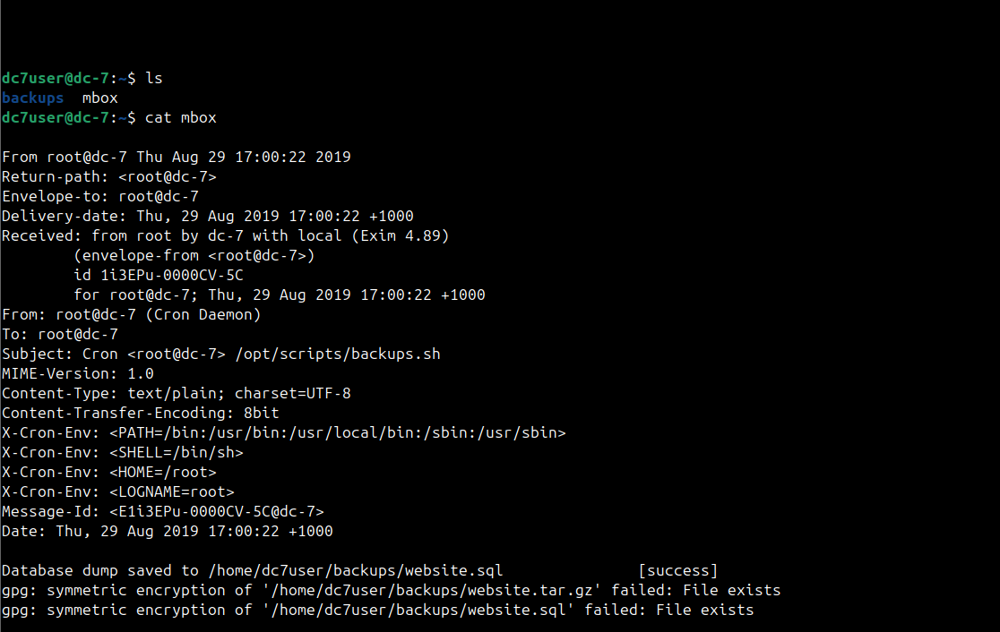 dc7user@dc-7:~$ ls
backups  mbox
dc7user@dc-7:~$ cat mbox
From root@dc-7 Thu Aug 29 17:00:22 2019
Return-path: <root@dc-7>
Envelope-to: root@dc-7
Delivery-date: Thu, 29 Aug 2019 17:00:22 +1000
Received: from root by dc-7 with local (Exim 4.89)
        (envelope-from <root@dc-7>)
        id 1i3EPu-0000CV-5C
        for root@dc-7; Thu, 29 Aug 2019 17:00:22 +1000
From: root@dc-7 (Cron Daemon)
To: root@dc-7
Subject: Cron <root@dc-7> /opt/scripts/backups.sh
MIME-Version: 1.0
Content-Type: text/plain; charset=UTF-8
Content-Transfer-Encoding: 8bit
X-Cron-Env: <PATH=/bin:/usr/bin:/usr/local/bin:/sbin:/usr/sbin>
X-Cron-Env: <SHELL=/bin/sh>
X-Cron-Env: <HOME=/root>
X-Cron-Env: <LOGNAME=root>
Message-Id: <E1i3EPu-0000CV-5C@dc-7>
Date: Thu, 29 Aug 2019 17:00:22 +1000
Database dump saved to /home/dc7user/backups/website.sql               [success]
gpg: symmetric encryption of '/home/dc7user/backups/website.tar.gz' failed: File exists
gpg: symmetric encryption of '/home/dc7user/backups/website.sql' failed: File exists